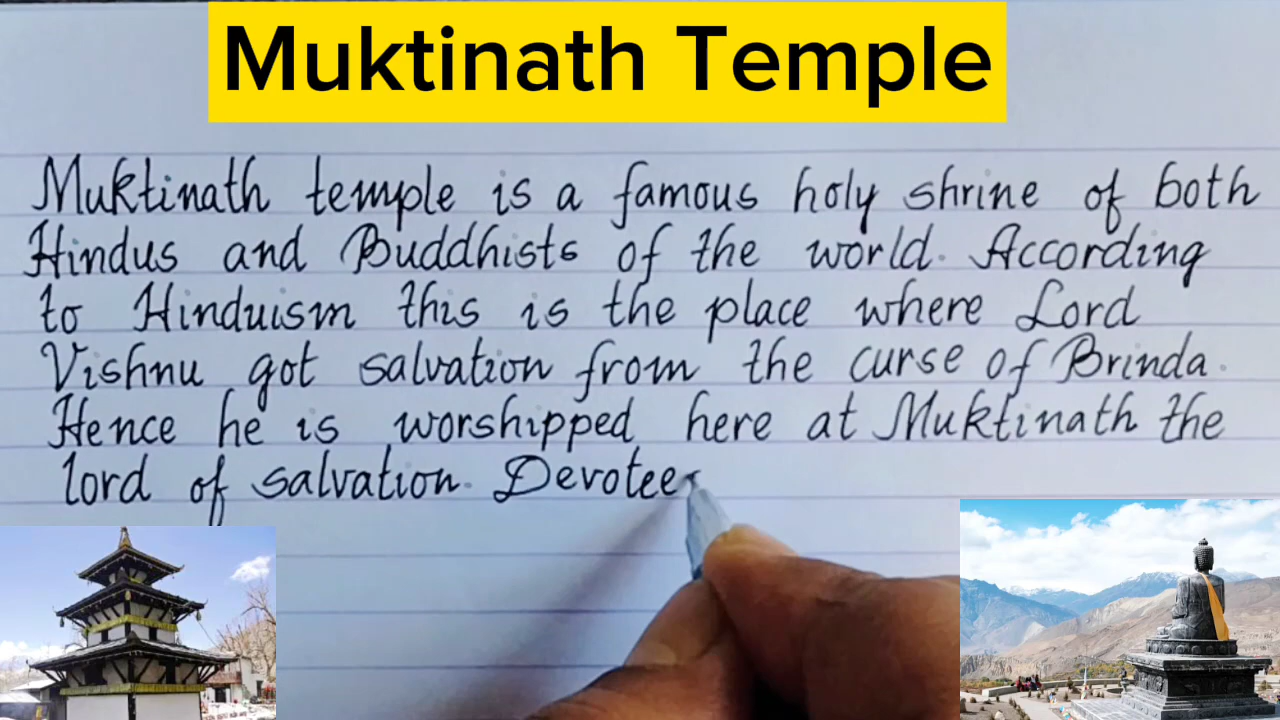 Muktinath Temple
Muktinath temple is a famous holy shrine of both
Hindus and Buddhists of the world. According
to Hinduism this is the place where Lord
Vishnu got salvation from the curse of Brinda.
Hence he is worshipped here at Muktinath the
lord of salvation. Devotee